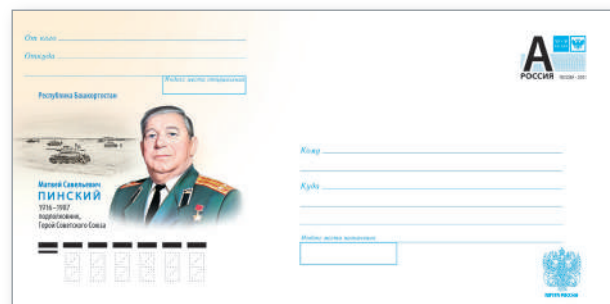 От кого
Откуда
Индекс места отправления
Республика Башкортостан
Матвей Савельевич
ПИНСКИЙ
1916–1987
подполковник,
Герой Советского Союза
А
РОССИЯ
Кому
Куда
Индекс места назначения
ПОЧТА РОССИИ